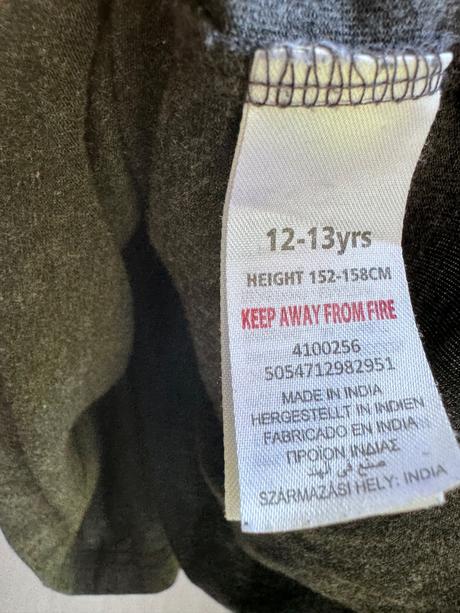 12-13yrs
HEIGHT 152-158CM
KEEP AWAY FROM FIRE
4100256
5054712982951
MADE IN INDIA
HERGESTELLT IN INDIEN
FABRICADO EN INDIA
ΠΡΟΪΟΝ ΙΝΔΙΑΣ
صنع في الهند
SZÁRMAZÁSI HELY: INDIA